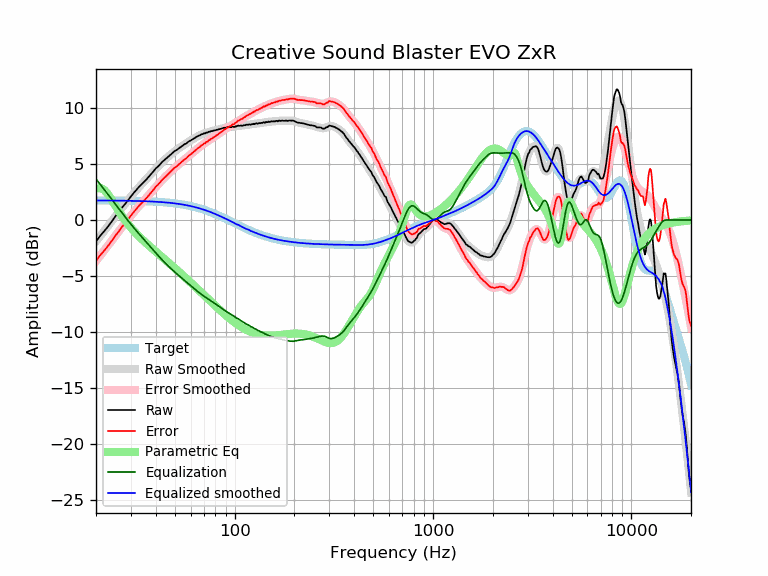 Creative Sound Blaster EVO ZxR
Amplitude (dBr)
10
5
0
−5
−10
−15
−20
−25
Target
Raw Smoothed
Error Smoothed
Raw
Error
Parametric Eq
Equalization
Equalized smoothed
100
1000
10000
Frequency (Hz)